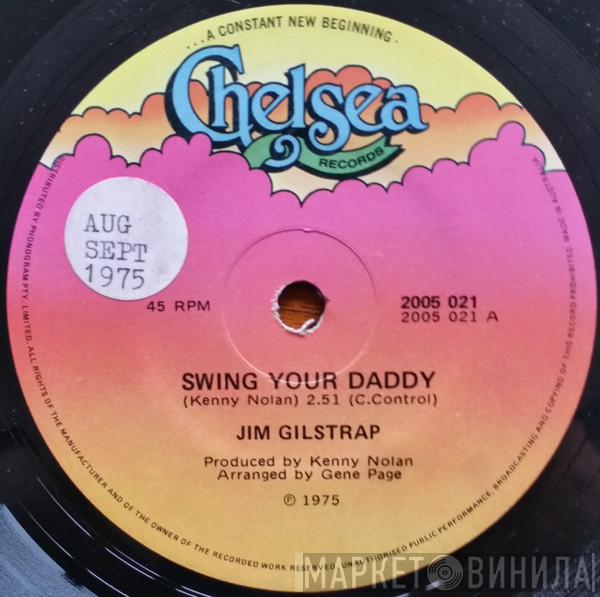 ...A CONSTANT NEW BEGINNING.
Chelsea
RECORDS
AUG
SEPT
1975
45 RPM
2005 021
2005 021 A
SWING YOUR DADDY
(Kenny Nolan) 2.51 (C.Control)
JIM GILSTRAP
Produced by Kenny Nolan
Arranged by Gene Page
℗ 1975
DISTRIBUTED BY PHONOGRAM PTY. LIMITED. ALL RIGHTS OF THE MANUFACTURER AND OF THE OWNER OF THE RECORDED WORK RESERVED. UNAUTHORISED PUBLIC PERFORMANCE, BROADCASTING AND COPYING OF THIS RECORD PROHIBITED. MADE IN AUSTRALIA
МАРКЕТ ВИНИЛА